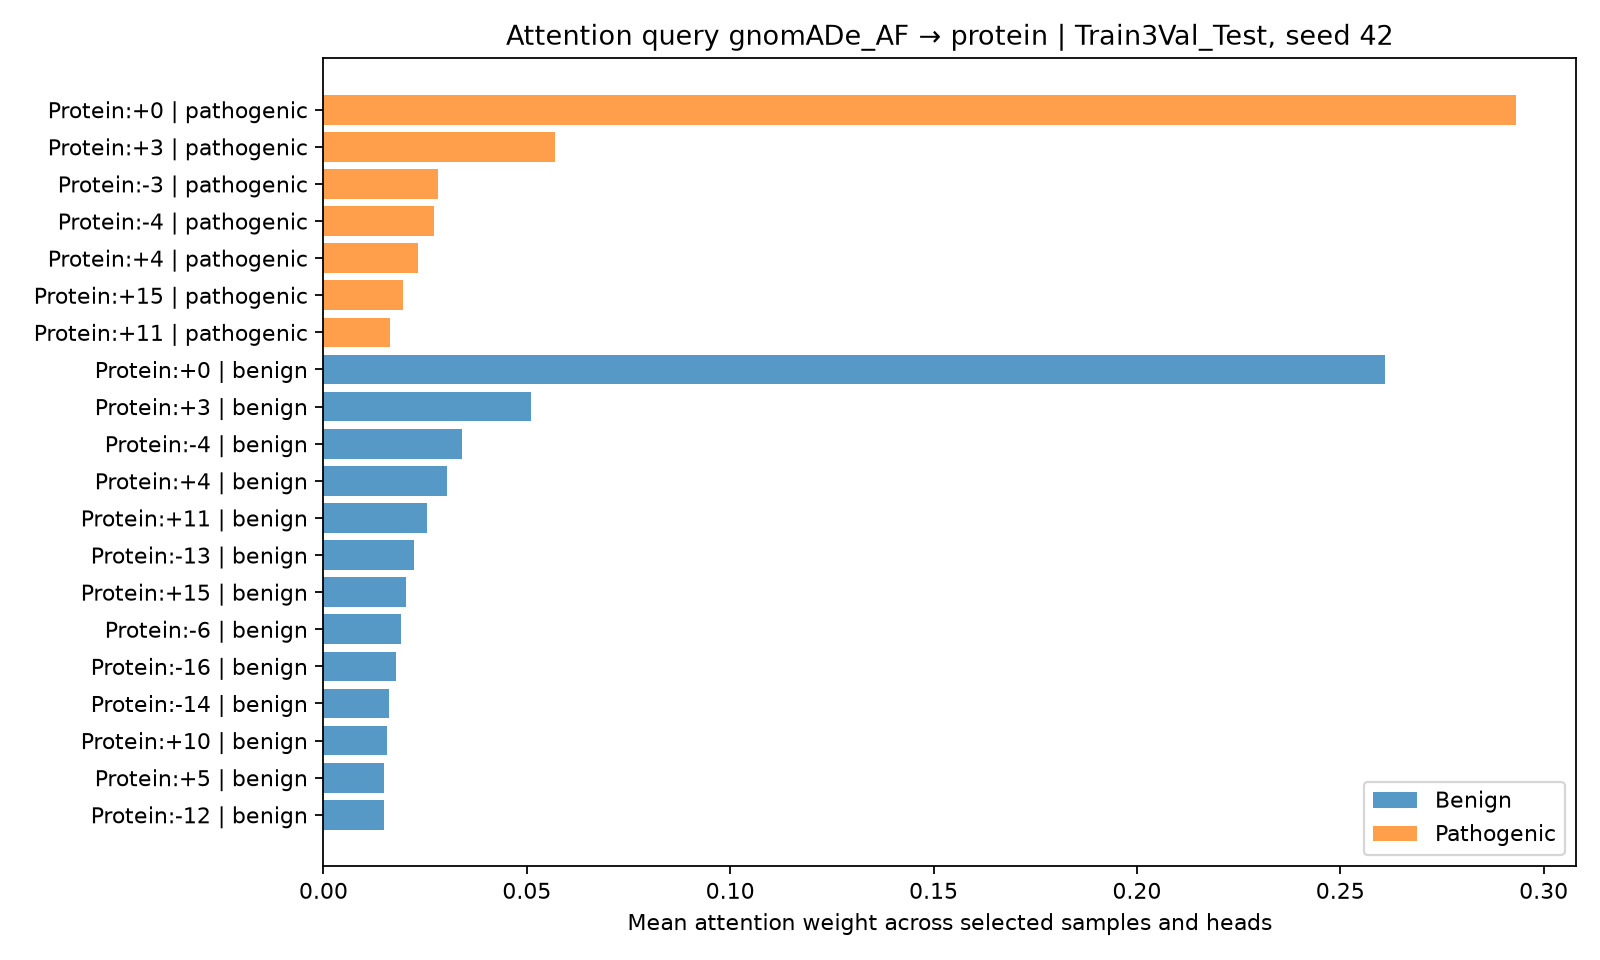 Attention query gnomADe_AF → protein | Train3Val_Test, seed 42
Protein:+0 | pathogenic
Protein:+3 | pathogenic
Protein:-3 | pathogenic
Protein:-4 | pathogenic
Protein:+4 | pathogenic
Protein:+15 | pathogenic
Protein:+11 | pathogenic
Protein:+0 | benign
Protein:+3 | benign
Protein:-4 | benign
Protein:+4 | benign
Protein:+11 | benign
Protein:-13 | benign
Protein:+15 | benign
Protein:-6 | benign
Protein:-16 | benign
Protein:-14 | benign
Protein:+10 | benign
Protein:+5 | benign
Protein:-12 | benign
Benign
Pathogenic
0.00 0.05 0.10 0.15 0.20 0.25 0.30
Mean attention weight across selected samples and heads